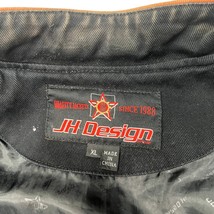 SINCE 1984
JH Design
XL
MADE IN CHINA